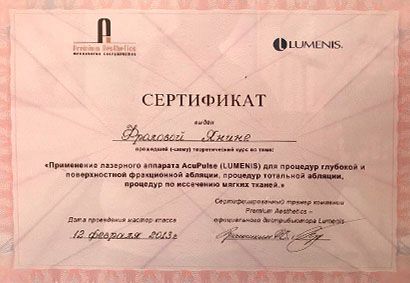 Premium Aesthetics
LUMENIS.
СЕРТИФИКАТ
выдан
Фроловой Янине
прошедшей (-шему) теоретический курс по теме:
«Применение лазерного аппарата AcuPulse (LUMENIS) для процедур глубокой и
поверхностной фракционной абляции, процедур тотальной абляции,
процедур по иссечению мягких тканей.»
Сертифицированный тренер компании
Premium Aesthetics –
официального дистрибьютора Lumenis
Дата проведения мастер класса
12 февраля 2013г